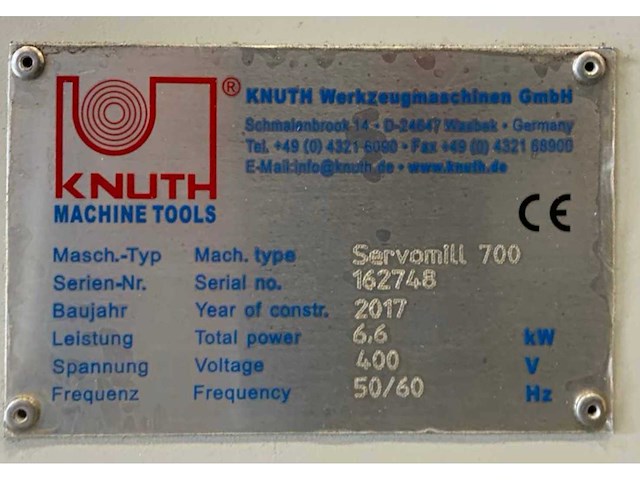 KNUTH
MACHINE TOOLS
®
KNUTH Werkzeugmaschinen GmbH
Schmalenbrook 14 • D-24647 Wasbek • Germany
Tel. +49 (0) 4321 6090 • Fax +49 (0) 4321 68900
E-Mail:info@knuth.de • www.knuth.de
CE
Masch.-Typ Mach. type Servomill 700
Serien-Nr. Serial no. 162748
Baujahr Year of constr. 2017
Leistung Total power 6,6 kW
Spannung Voltage 400 V
Frequenz Frequency 50/60 Hz